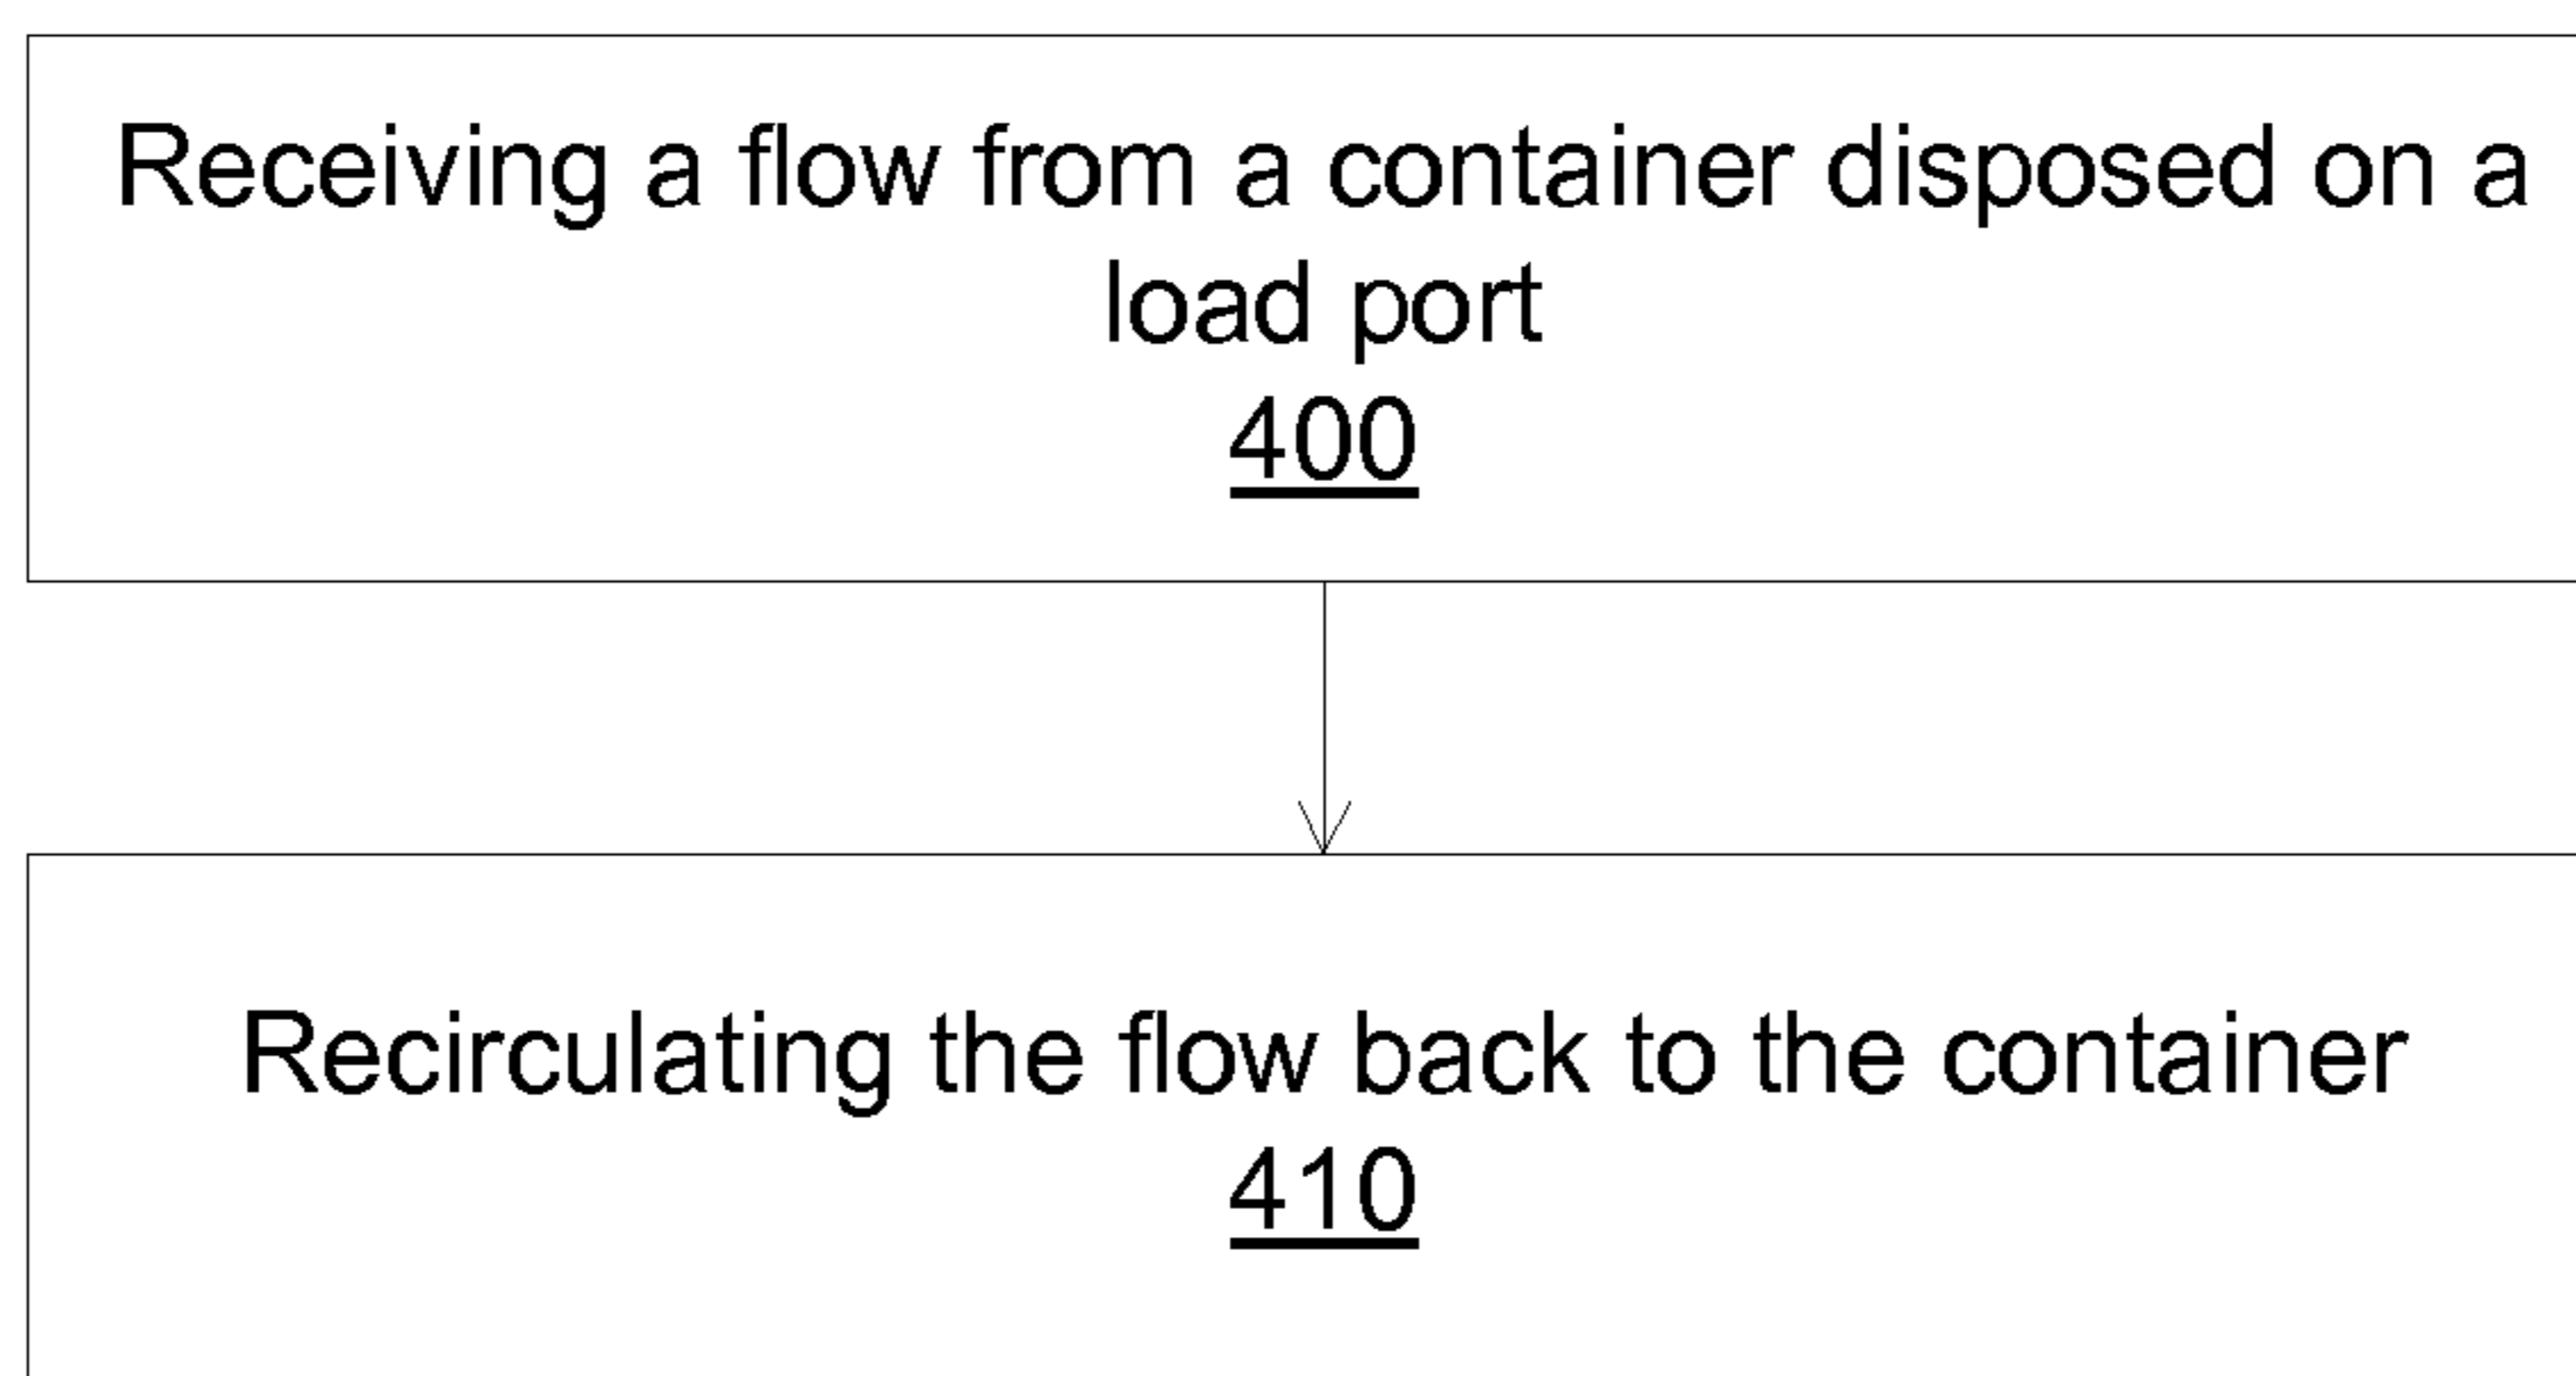 Receiving a flow from a container disposed on a
load port
400
Recirculating the flow back to the container
410